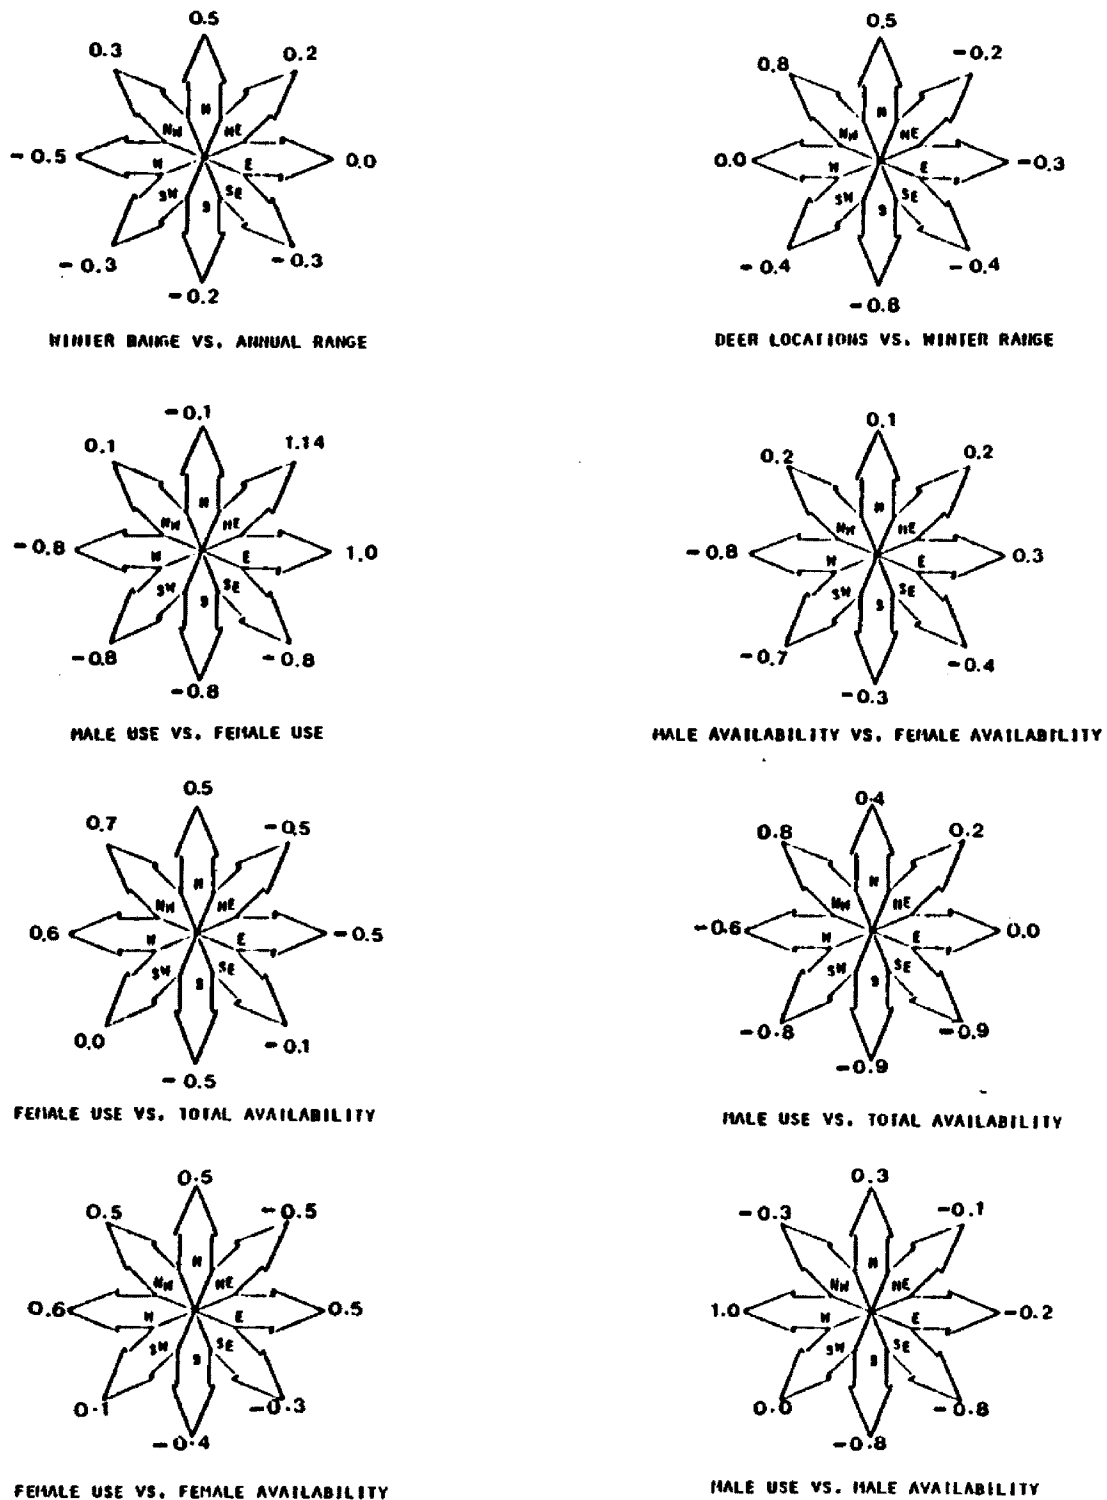 0.5
0.3
0.2
N
NW
NE
-0.5
W
E
0.0
SW
SE
S
-0.3
-0.3
-0.2
WINTER RANGE VS. ANNUAL RANGE
0.5
0.8
-0.2
N
NW
NE
0.0
W
E
-0.3
SW
SE
S
-0.4
-0.4
-0.8
DEER LOCATIONS VS. WINTER RANGE
-0.1
0.1
1.14
N
NW
NE
-0.8
W
E
1.0
SW
SE
S
-0.8
-0.8
-0.8
MALE USE VS. FEMALE USE
0.1
0.2
0.2
N
NW
NE
-0.8
W
E
0.3
SW
SE
S
-0.7
-0.4
-0.3
MALE AVAILABILITY VS. FEMALE AVAILABILITY
0.5
0.7
-0.5
N
NW
NE
0.6
W
E
-0.5
SW
SE
S
0.0
-0.1
-0.5
FEMALE USE VS. TOTAL AVAILABILITY
0.4
0.8
0.2
N
NW
NE
-0.6
W
E
0.0
SW
SE
S
-0.8
-0.9
-0.9
MALE USE VS. TOTAL AVAILABILITY
0.5
0.5
-0.5
N
NW
NE
0.6
W
E
0.5
SW
SE
S
0.1
-0.3
-0.4
FEMALE USE VS. FEMALE AVAILABILITY
0.3
-0.3
-0.1
N
NW
NE
1.0
W
E
-0.2
SW
SE
S
0.0
-0.8
-0.8
MALE USE VS. MALE AVAILABILITY